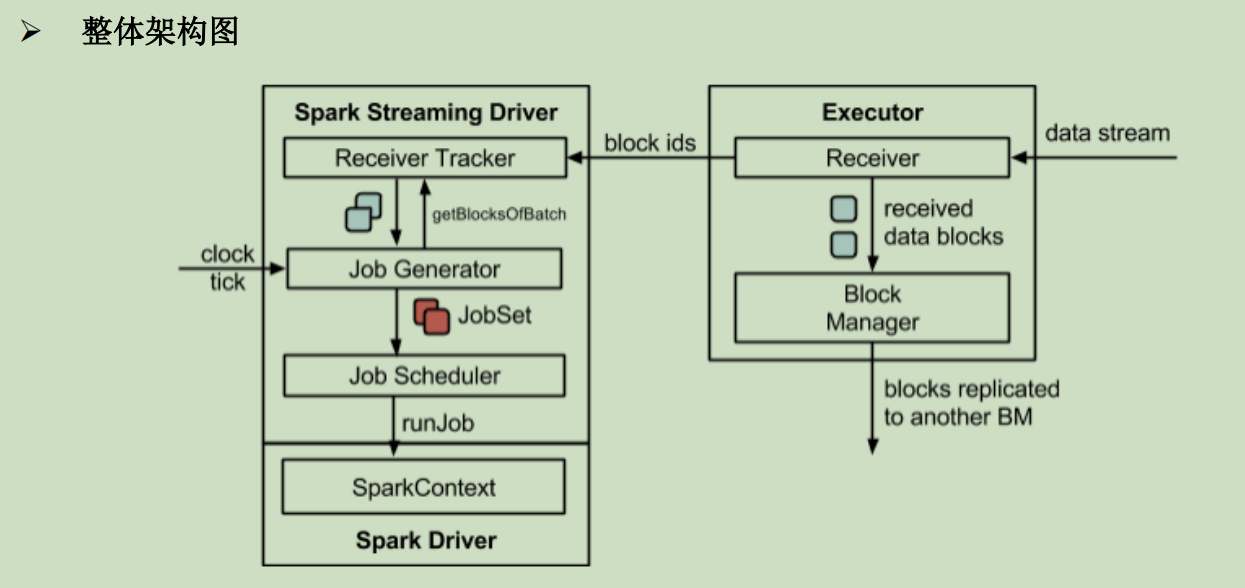 ➢ 整体架构图
Spark Streaming Driver
Receiver Tracker
getBlocksOfBatch
clock
tick
Job Generator
JobSet
Job Scheduler
runJob
SparkContext
Spark Driver
block ids
Executor
Receiver
data stream
received
data blocks
Block
Manager
blocks replicated
to another BM